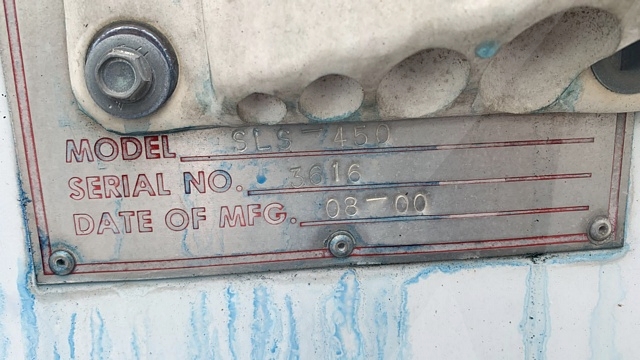 MODEL SLS-450
SERIAL NO. 3616
DATE OF MFG. 08-00